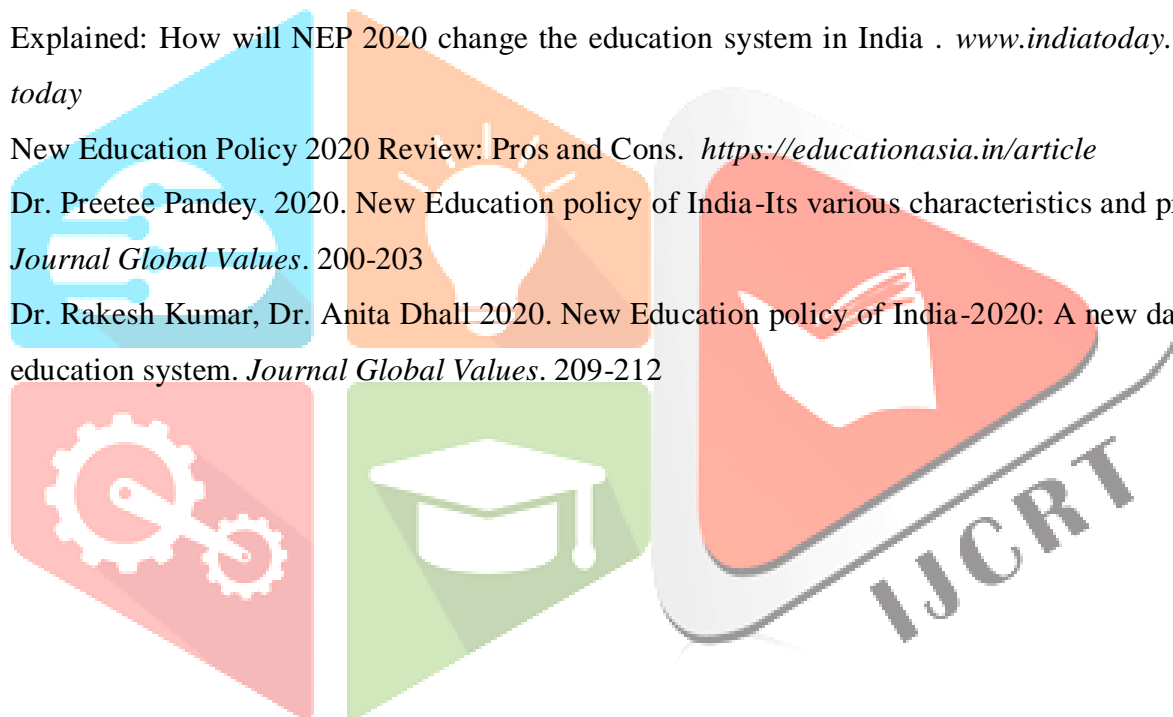 Explained: How will NEP 2020 change the education system in India . www.indiatoday.
today
New Education Policy 2020 Review: Pros and Cons. https://educationasia.in/article
Dr. Preetee Pandey. 2020. New Education policy of India-Its various characteristics and
Journal Global Values. 200-203
Dr. Rakesh Kumar, Dr. Anita Dhall 2020. New Education policy of India-2020: A new
education system. Journal Global Values. 209-212
IJCRT